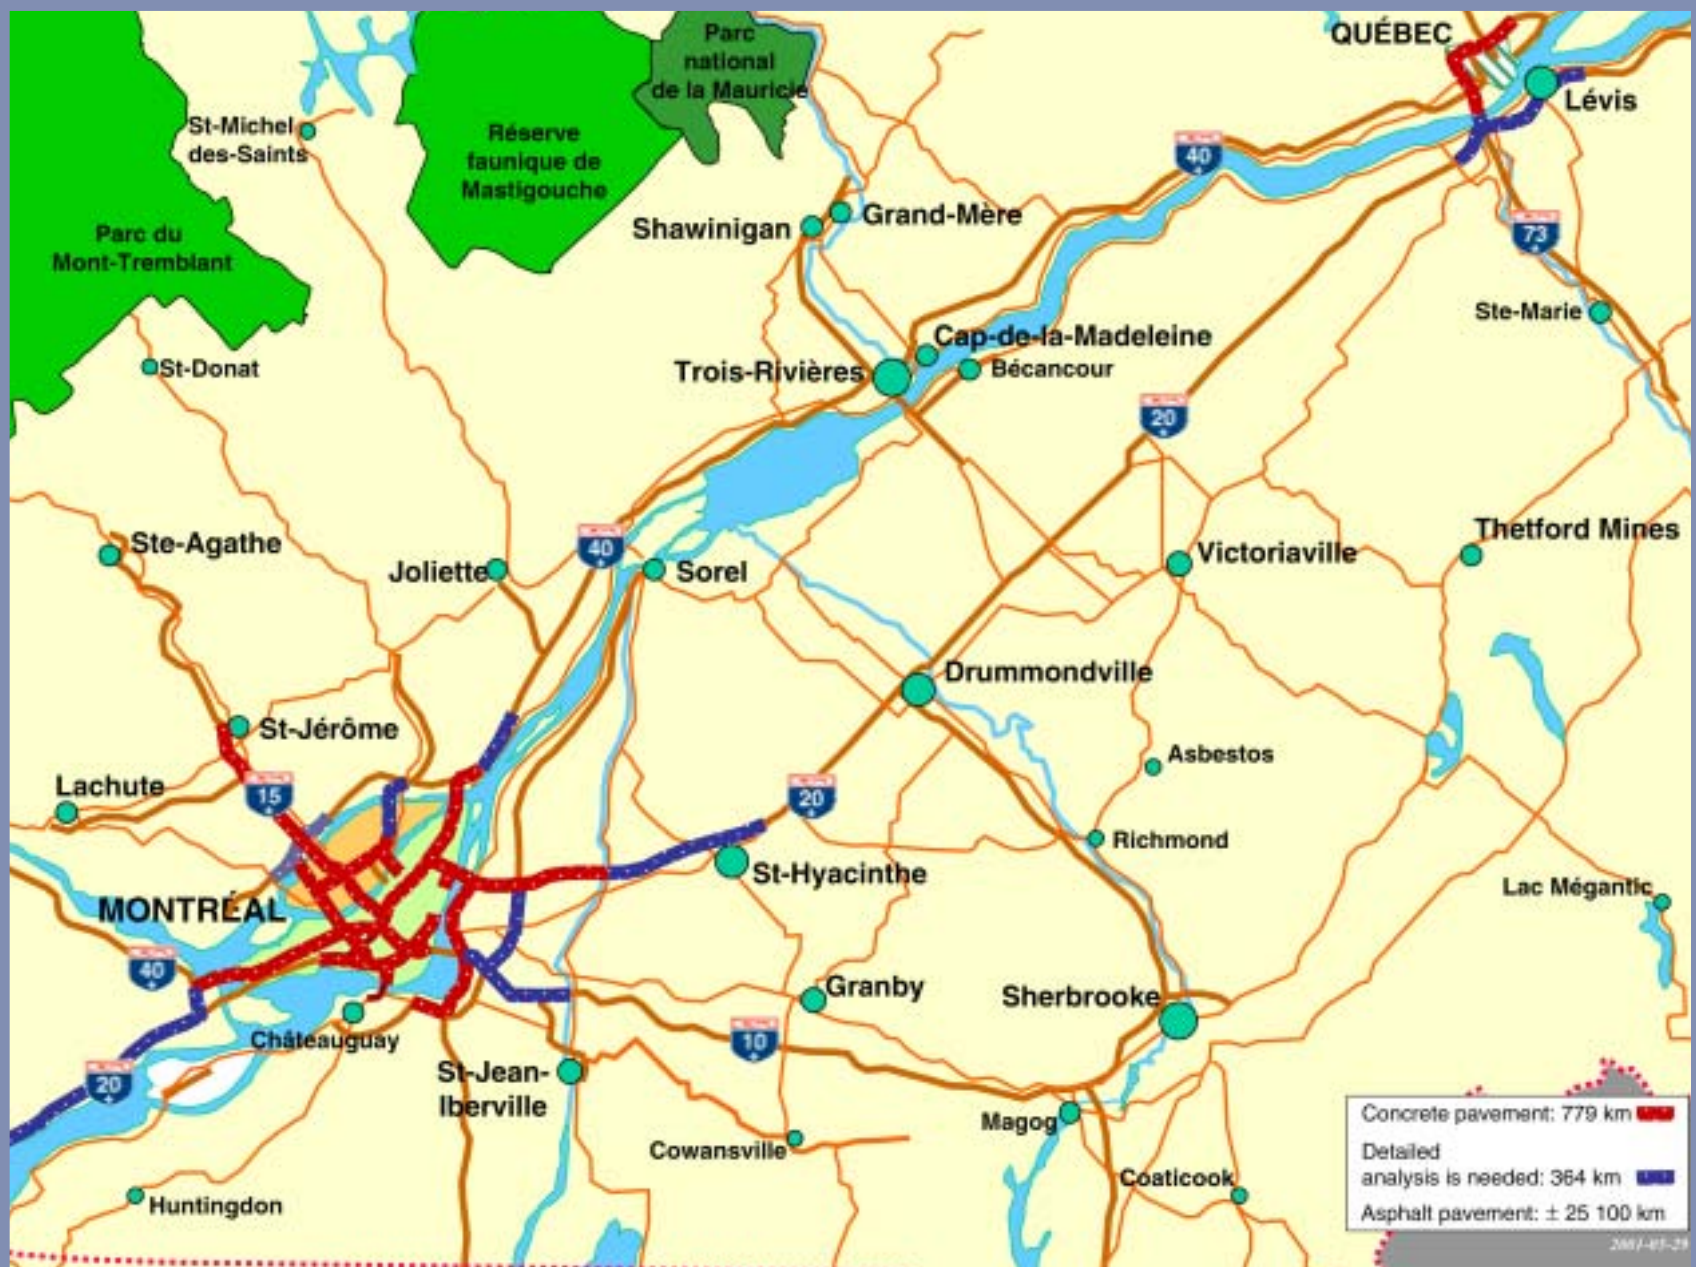 Parc
national
de la Mauricie
QUÉBEC
Lévis
St-Michel
des-Saints
Réserve
faunique de
Mastigouche
40
Shawinigan
Grand-Mère
Parc du
Mont-Tremblant
73
Ste-Marie
St-Donat
Cap-de-la-Madeleine
Trois-Rivières
Bécancour
20
Ste-Agathe
Joliette
40
Sorel
Victoriaville
Thetford Mines
Drummondville
St-Jérôme
Asbestos
Lachute
15
20
Richmond
St-Hyacinthe
Lac Mégantic
MONTRÉAL
40
Granby
Sherbrooke
Châteauguay
10
20
St-Jean-
Iberville
Magog
Cowansville
Coaticook
Huntingdon
Concrete pavement: 779 km
Detailed
analysis is needed: 364 km
Asphalt pavement: ± 25 100 km
2001-05-29